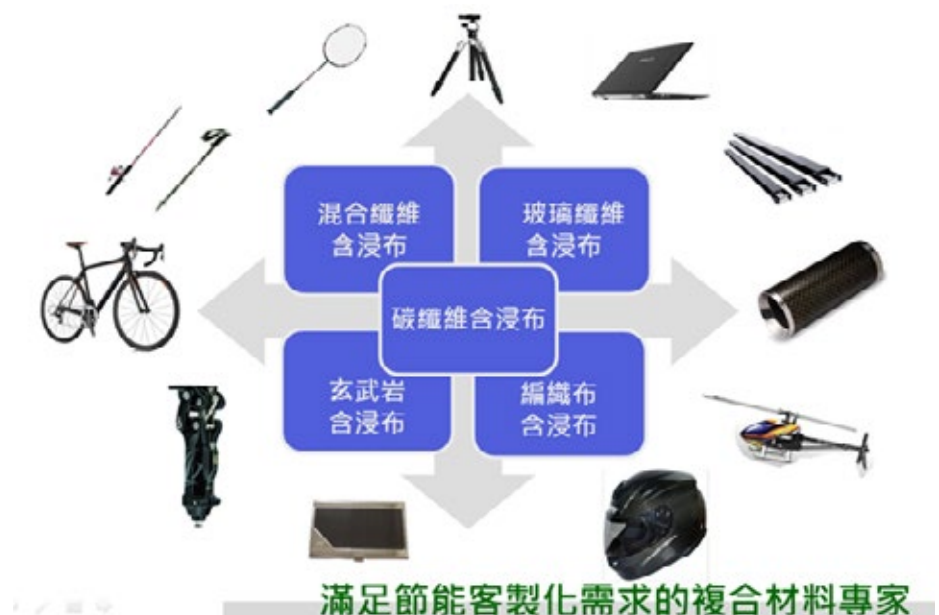 混合纖維
含浸布
玻璃纖維
含浸布
碳纖維含浸布
玄武岩
含浸布
編織布
含浸布
滿足節能客製化需求的複合材料專家